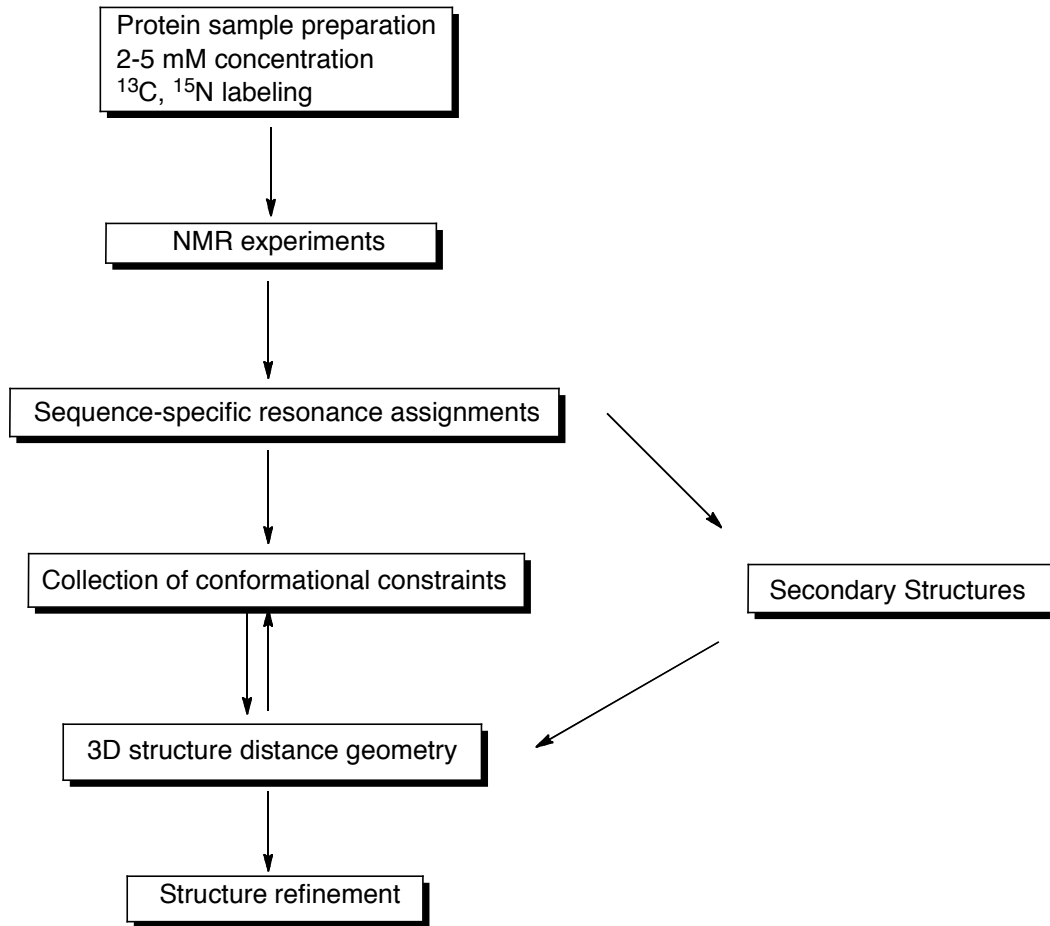 Protein sample preparation
2-5 mM concentration
¹³C, ¹⁵N labeling
NMR experiments
Sequence-specific resonance assignments
Collection of conformational constraints
Secondary Structures
3D structure distance geometry
Structure refinement